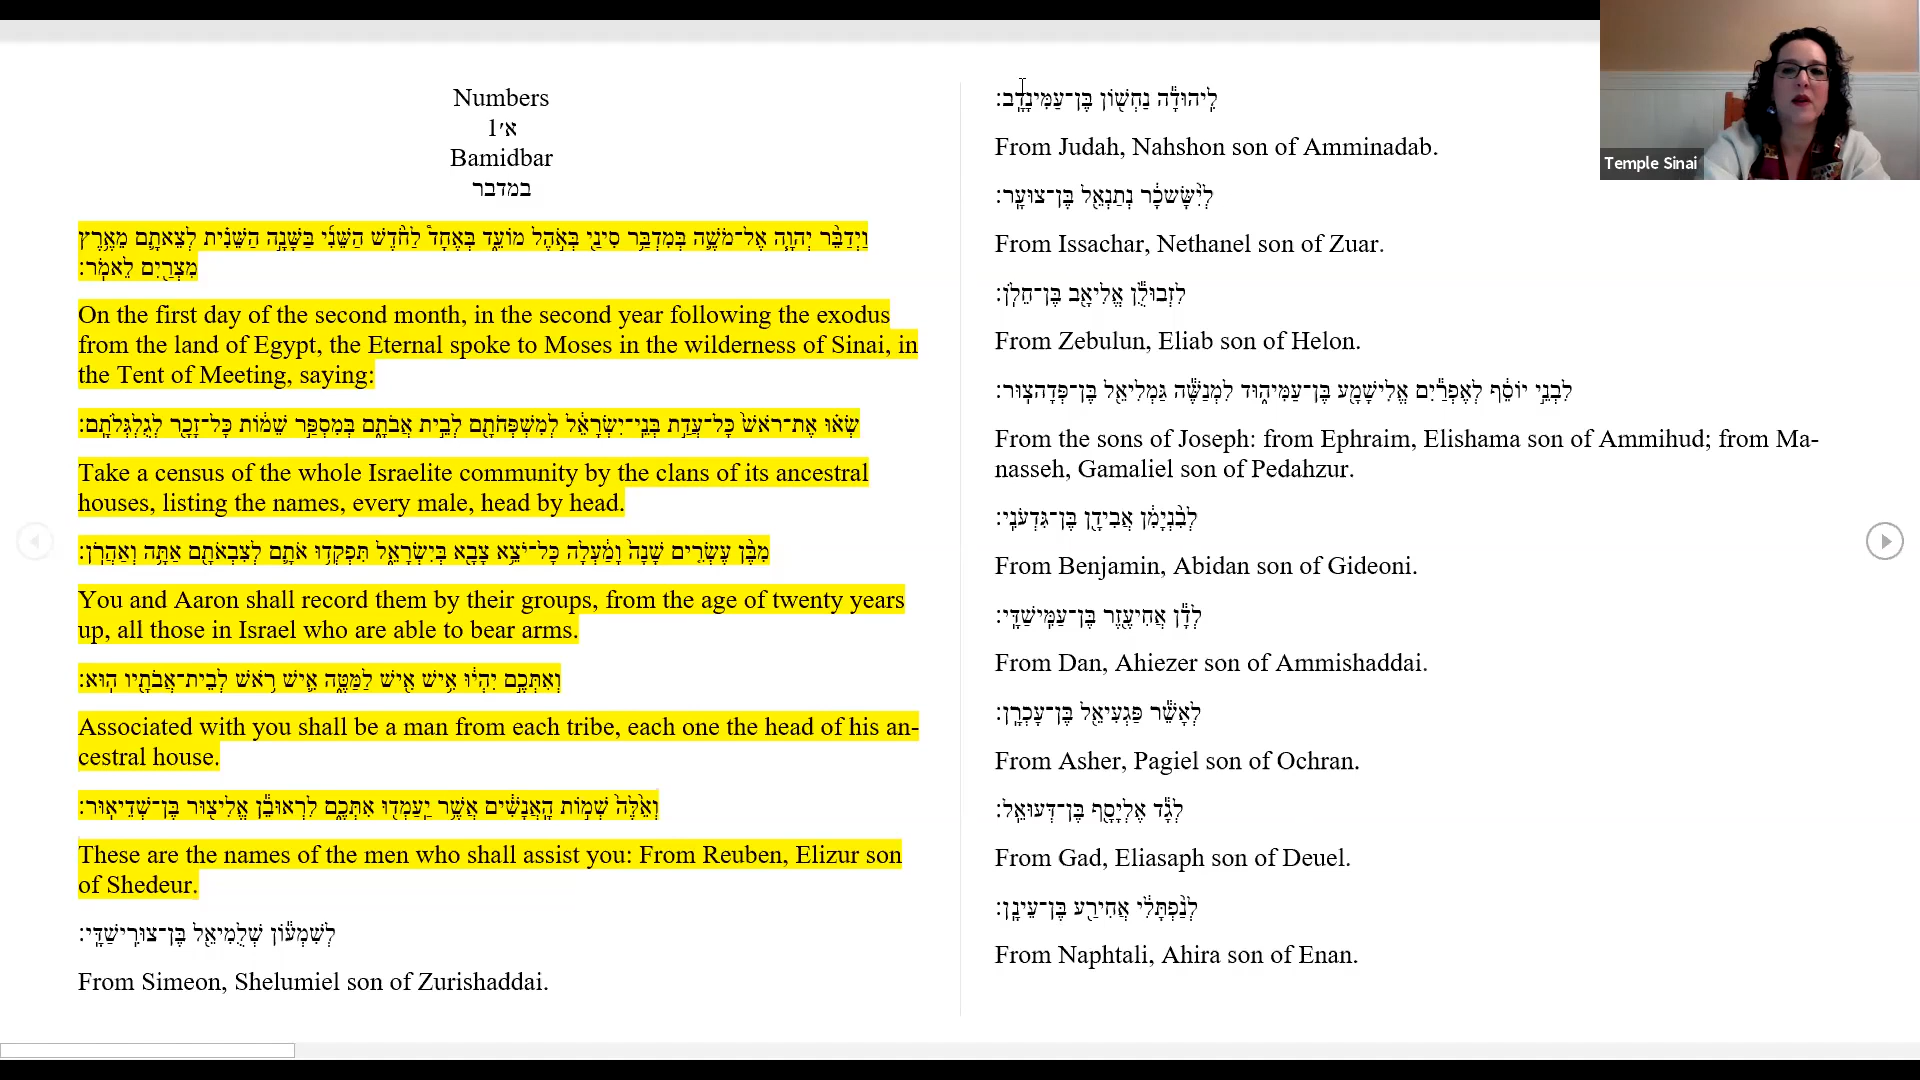 Numbers
א׳1
Bamidbar
במדבר
וַיְדַבֵּ֨ר יְהוָ֧ה אֶל־מֹשֶׁ֛ה בְּמִדְבַּ֥ר סִינַ֖י בְּאֹ֣הֶל מוֹעֵ֑ד בְּאֶחָד֩ לַחֹ֨דֶשׁ הַשֵּׁנִ֜י בַּשָּׁנָ֣ה הַשֵּׁנִ֗ית לְצֵאתָ֛ם מֵאֶ֥רֶץ
מִצְרַ֖יִם לֵאמֹֽר׃
On the first day of the second month, in the second year following the exodus
from the land of Egypt, the Eternal spoke to Moses in the wilderness of Sinai, in
the Tent of Meeting, saying:
שְׂא֗וּ אֶת־רֹאשׁ֙ כָּל־עֲדַ֣ת בְּנֵֽי־יִשְׂרָאֵ֔ל לְמִשְׁפְּחֹתָ֖ם לְבֵ֣ית אֲבֹתָ֑ם בְּמִסְפַּ֣ר שֵׁמ֔וֹת כָּל־זָכָ֖ר לְגֻלְגְּלֹתָֽם׃
Take a census of the whole Israelite community by the clans of its ancestral
houses, listing the names, every male, head by head.
מִבֶּ֨ן עֶשְׂרִ֤ים שָׁנָה֙ וָמַ֔עְלָה כָּל־יֹצֵ֥א צָבָ֖א בְּיִשְׂרָאֵ֑ל תִּפְקְד֥וּ אֹתָ֛ם לְצִבְאֹתָ֖ם אַתָּ֥ה וְאַהֲרֹֽן׃
You and Aaron shall record them by their groups, from the age of twenty years
up, all those in Israel who are able to bear arms.
וְאִתְּכֶ֣ם יִהְי֔וּ אִ֥ישׁ אִ֖ישׁ לַמַּטֶּ֑ה אִ֛ישׁ רֹ֥אשׁ לְבֵית־אֲבֹתָ֖יו הֽוּא׃
Associated with you shall be a man from each tribe, each one the head of his an-
cestral house.
וְאֵ֙לֶּה֙ שְׁמ֣וֹת הָֽאֲנָשִׁ֔ים אֲשֶׁ֥ר יַֽעַמְד֖וּ אִתְּכֶ֑ם לִרְאוּבֵ֕ן אֱלִיצ֖וּר בֶּן־שְׁדֵיאֽוּר׃
These are the names of the men who shall assist you: From Reuben, Elizur son
of Shedeur.
לְשִׁמְע֕וֹן שְׁלֻמִיאֵ֖ל בֶּן־צוּרִֽישַׁדָּֽי׃
From Simeon, Shelumiel son of Zurishaddai.
לִֽיהוּדָ֕ה נַחְשׁ֖וֹן בֶּן־עַמִּינָדָֽב׃
From Judah, Nahshon son of Amminadab.
לְיִ֨שָּׂשכָ֔ר נְתַנְאֵ֖ל בֶּן־צוּעָֽר׃
From Issachar, Nethanel son of Zuar.
לִזְבוּלֻ֕ן אֱלִיאָ֖ב בֶּן־חֵלֹֽן׃
From Zebulun, Eliab son of Helon.
לִבְנֵ֣י יוֹסֵ֔ף לְאֶפְרַ֕יִם אֱלִישָׁמָ֖ע בֶּן־עַמִּיה֑וּד לִמְנַשֶּׁ֕ה גַּמְלִיאֵ֖ל בֶּן־פְּדָהצֽוּר׃
From the sons of Joseph: from Ephraim, Elishama son of Ammihud; from Ma-
nasseh, Gamaliel son of Pedahzur.
לְבִ֨נְיָמִ֔ן אֲבִידָ֖ן בֶּן־גִּדְעֹנִֽי׃
From Benjamin, Abidan son of Gideoni.
לְדָ֕ן אֲחִיעֶ֖זֶר בֶּן־עַמִּֽישַׁדָּֽי׃
From Dan, Ahiezer son of Ammishaddai.
לְאָשֵׁ֕ר פַּגְעִיאֵ֖ל בֶּן־עָכְרָֽן׃
From Asher, Pagiel son of Ochran.
לְגָ֕ד אֶלְיָסָ֖ף בֶּן־דְּעוּאֵֽל׃
From Gad, Eliasaph son of Deuel.
לְנַ֨פְתָּלִ֔י אֲחִירַ֖ע בֶּן־עֵינָֽן׃
From Naphtali, Ahira son of Enan.
Temple Sinai